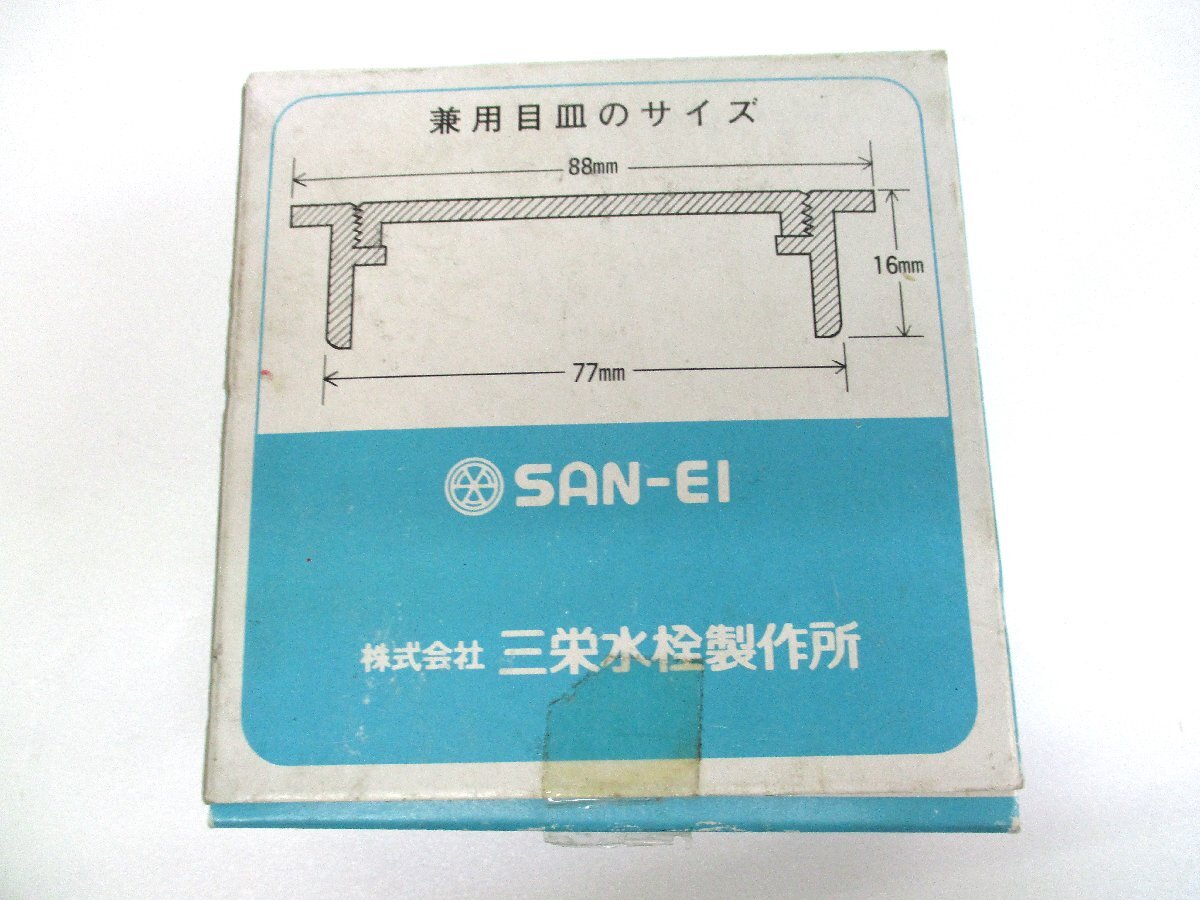 兼用目皿のサイズ
88mm
16mm
77mm
SAN-EI
株式会社 三栄水栓製作所